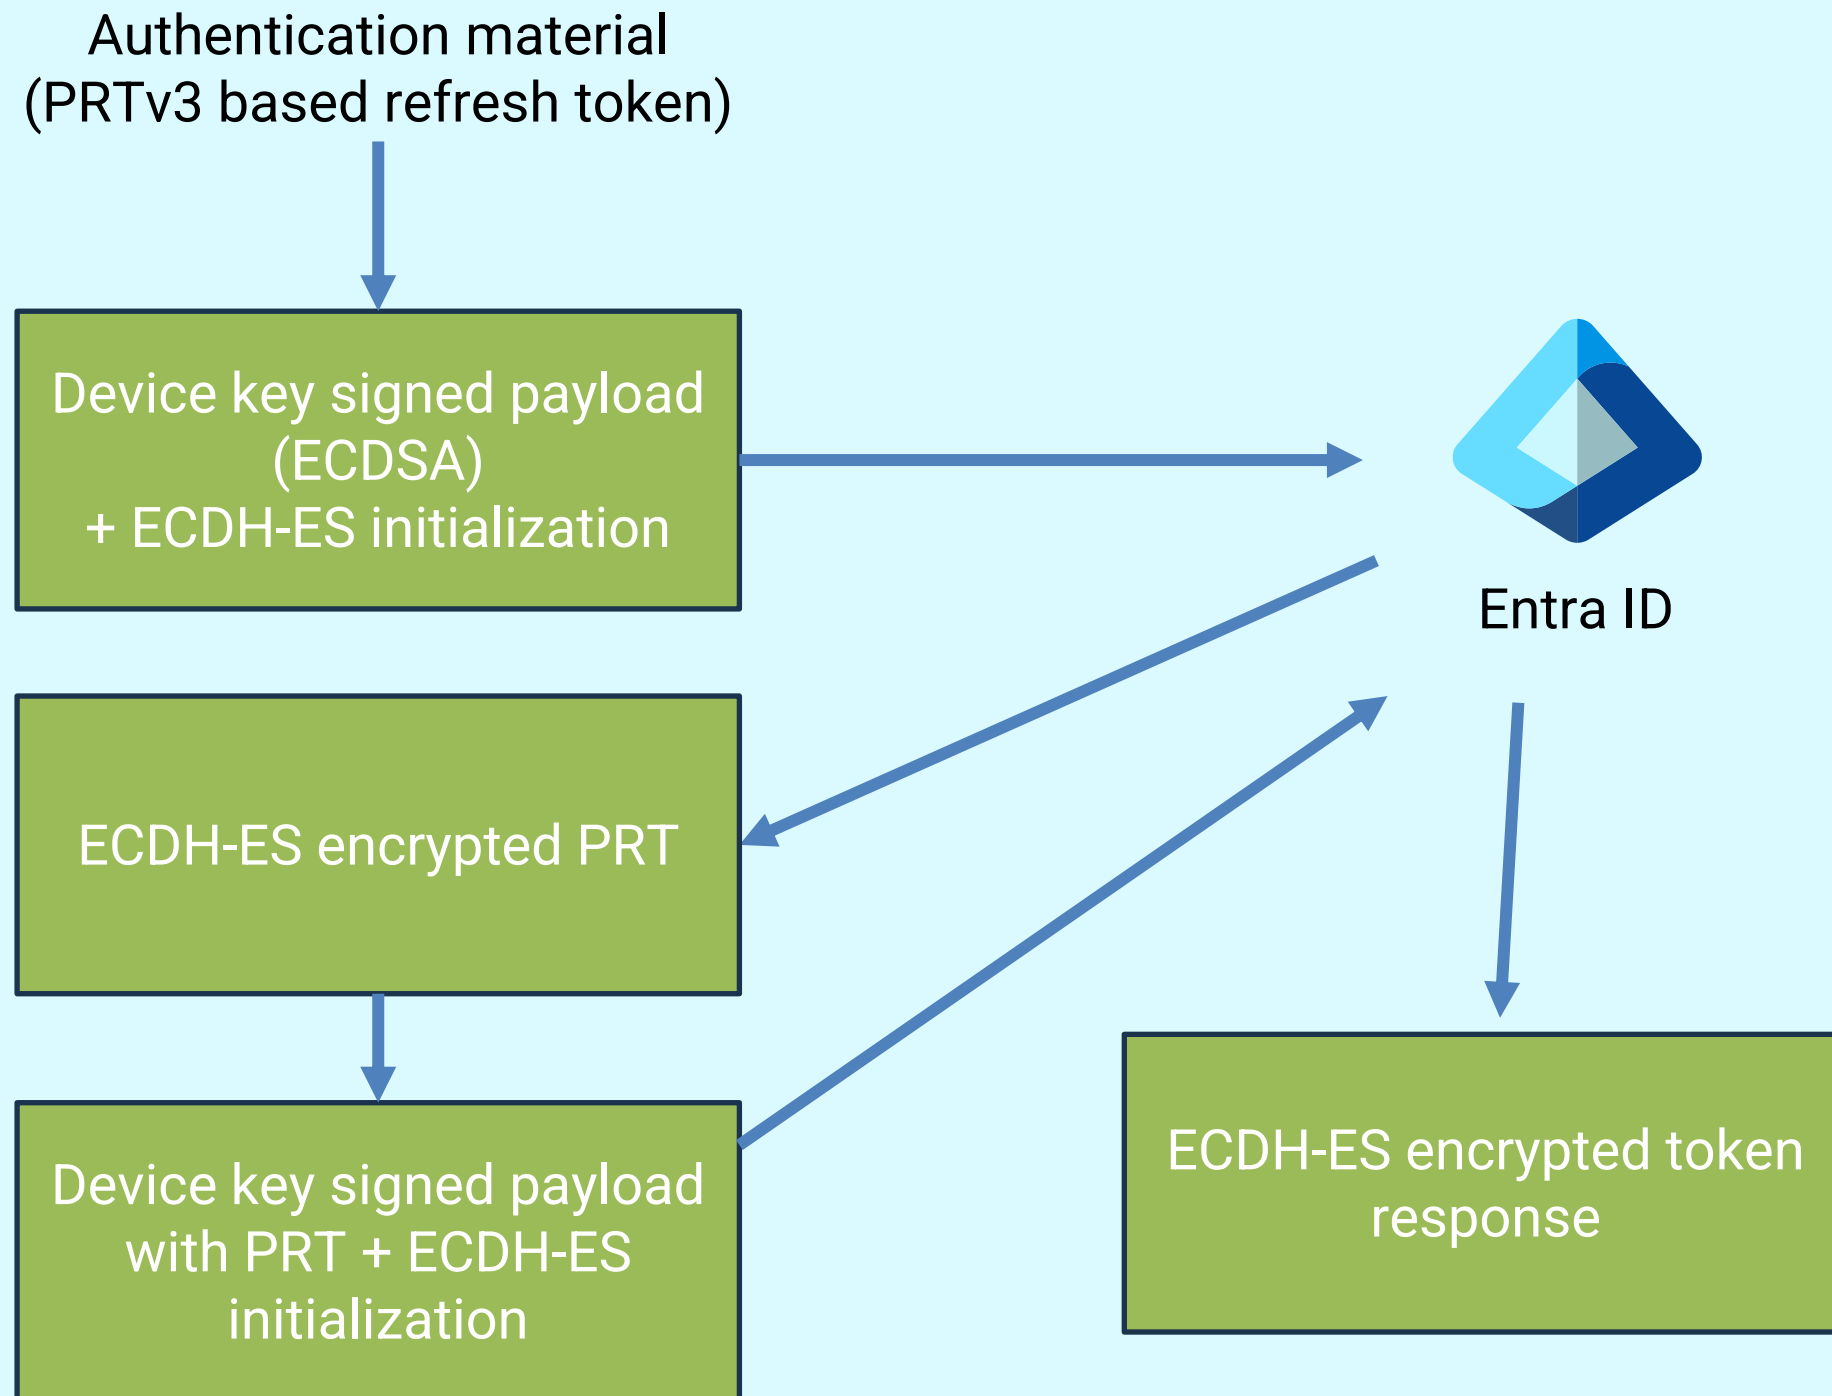 Authentication material
(PRTv3 based refresh token)
Device key signed payload
(ECDSA)
+ ECDH-ES initialization
Entra ID
ECDH-ES encrypted PRT
Device key signed payload
with PRT + ECDH-ES
initialization
ECDH-ES encrypted token
response